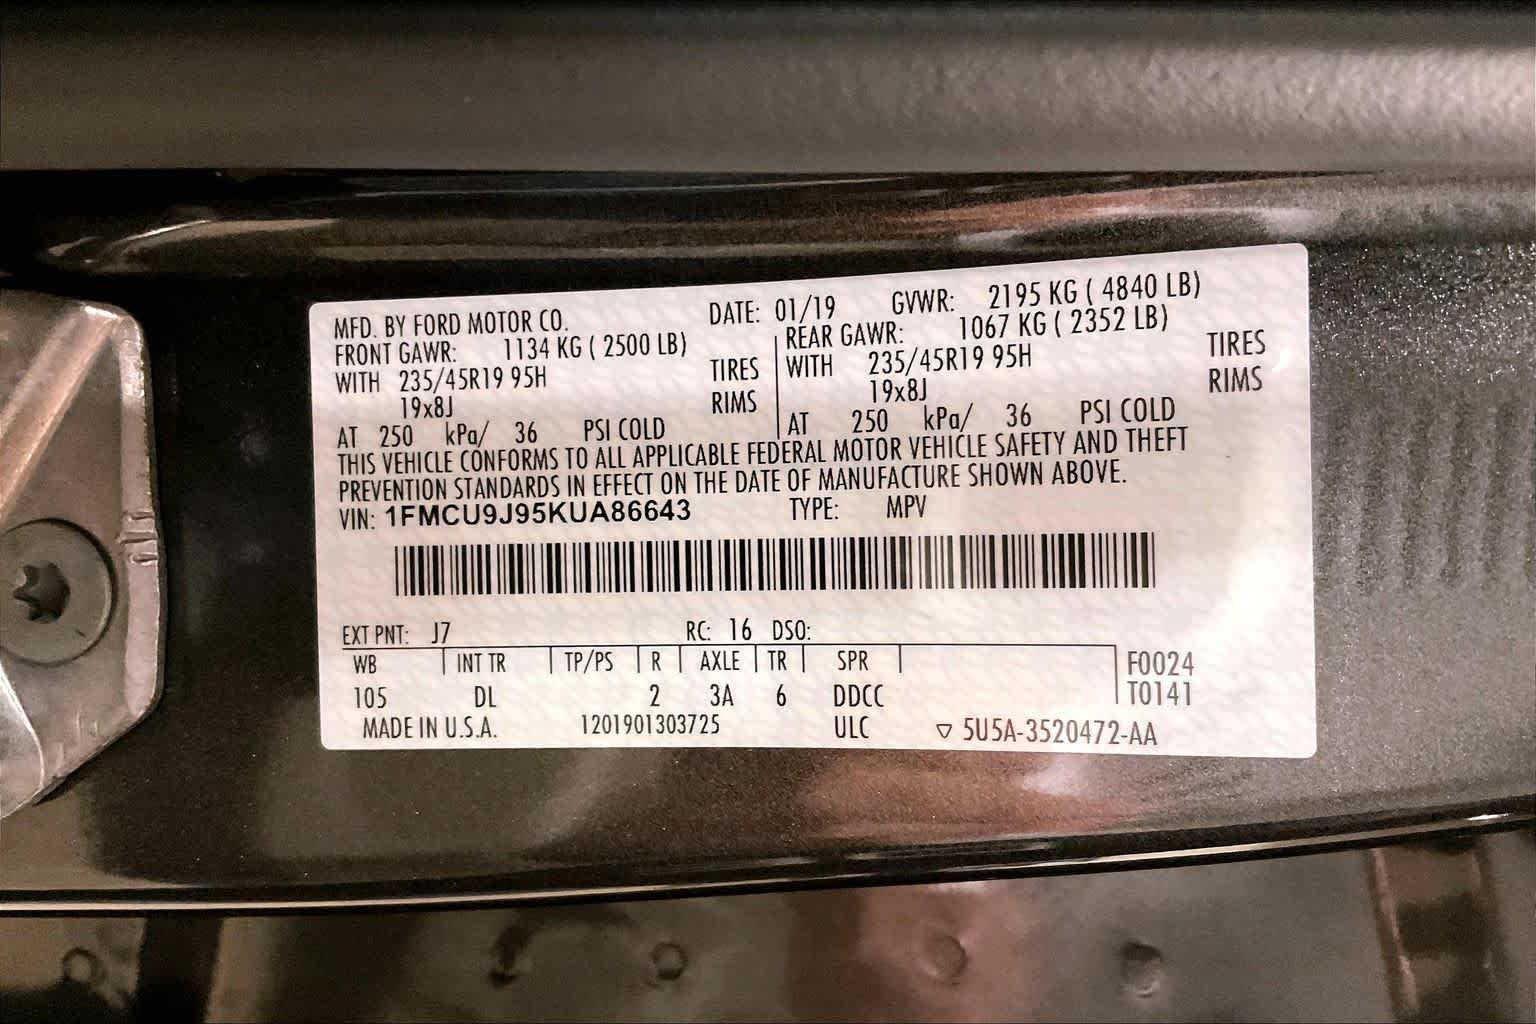 MFD. BY FORD MOTOR CO. DATE: 01/19 GVWR: 2195 KG ( 4840 LB)
FRONT GAWR: 1134 KG ( 2500 LB) REAR GAWR: 1067 KG ( 2352 LB)
WITH 235/45R19 95H TIRES WITH 235/45R19 95H TIRES
19x8J RIMS 19x8J RIMS
AT 250 kPa/ 36 PSI COLD AT 250 kPa/ 36 PSI COLD
THIS VEHICLE CONFORMS TO ALL APPLICABLE FEDERAL MOTOR VEHICLE SAFETY AND THEFT
PREVENTION STANDARDS IN EFFECT ON THE DATE OF MANUFACTURE SHOWN ABOVE.
VIN: 1FMCU9J95KUA86643 TYPE: MPV
EXT PNT: J7 RC: 16 DSO:
WB INT TR TP/PS R AXLE TR SPR F0024
105 DL 2 3A 6 DDCC T0141
MADE IN U.S.A. 1201901303725 ULC ▽ 5U5A-3520472-AA